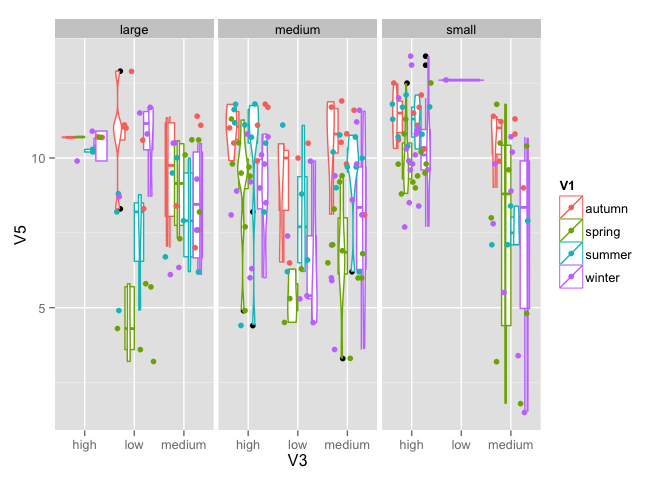 large medium small
V5
10
5
high low medium high low medium high low medium
V3
V1
autumn
spring
summer
winter